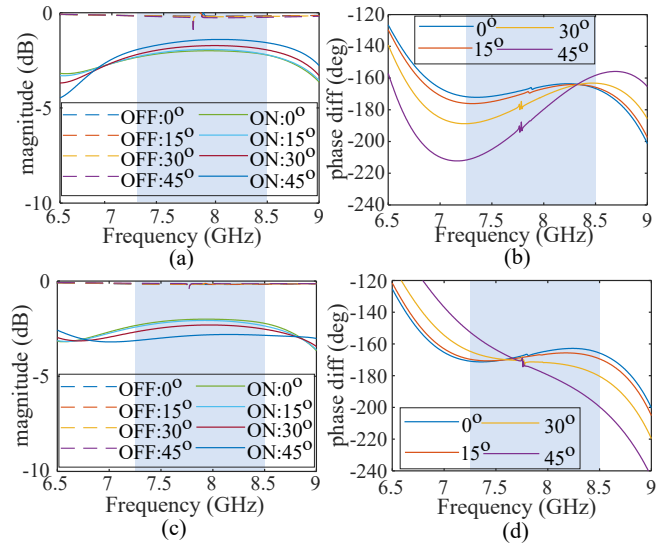 0
-5
-10
magnitude (dB)
OFF:0° ON:0°
OFF:15° ON:15°
OFF:30° ON:30°
OFF:45° ON:45°
6.5 7 7.5 8 8.5 9
Frequency (GHz)
(a)
-120
-140
-160
-180
-200
-220
-240
phase diff (deg)
0° 30°
15° 45°
6.5 7 7.5 8 8.5 9
Frequency (GHz)
(b)
0
-5
-10
magnitude (dB)
OFF:0° ON:0°
OFF:15° ON:15°
OFF:30° ON:30°
OFF:45° ON:45°
6.5 7 7.5 8 8.5 9
Frequency (GHz)
(c)
-120
-140
-160
-180
-200
-220
-240
phase diff (deg)
0° 30°
15° 45°
6.5 7 7.5 8 8.5 9
Frequency (GHz)
(d)